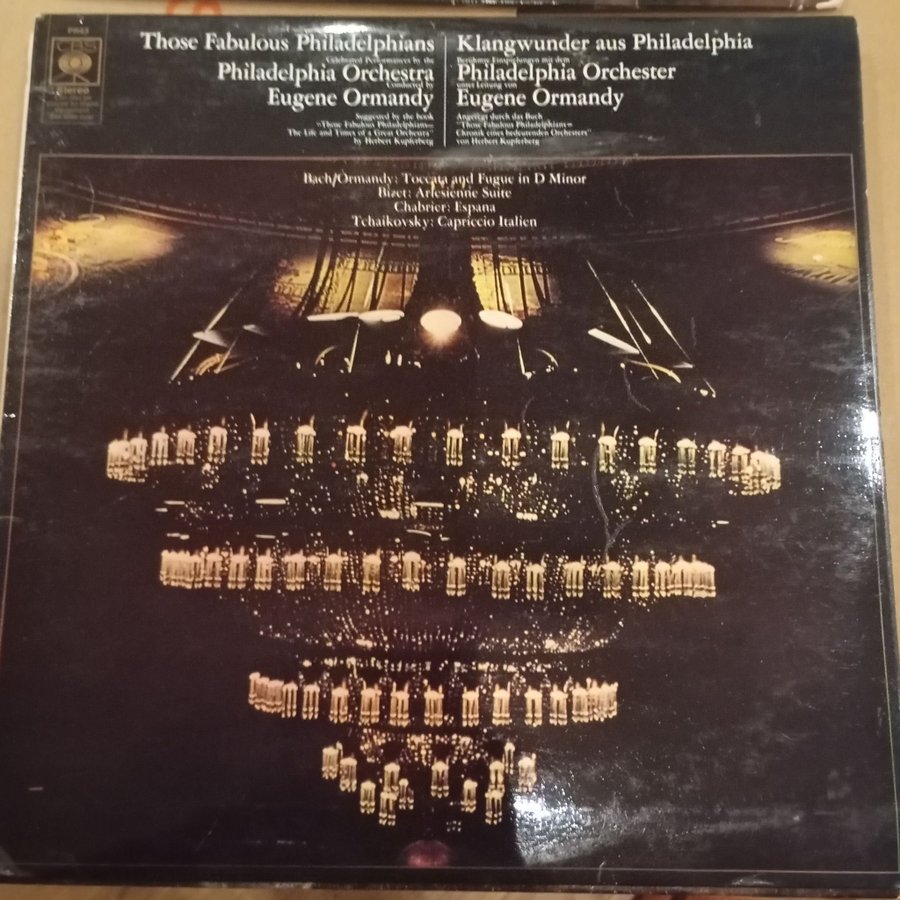 PR63
CBS
Stereo
Those Fabulous Philadelphians
Celebrated Performances by the
Philadelphia Orchestra
Conducted by
Eugene Ormandy
Suggested by the book
"Those Fabulous Philadelphians—
The Life and Times of a Great Orchestra"
by Herbert Kupferberg
Klangwunder aus Philadelphia
Berühmte Einspielungen mit dem
Philadelphia Orchester
unter Leitung von
Eugene Ormandy
Angeregt durch das Buch
"Those Fabulous Philadelphians—
Chronik eines bedeutenden Orchesters"
von Herbert Kupferberg
Bach/Ormandy: Toccata and Fugue in D Minor
Bizet: Arlesienne Suite
Chabrier: Espana
Tchaikovsky: Capriccio Italien